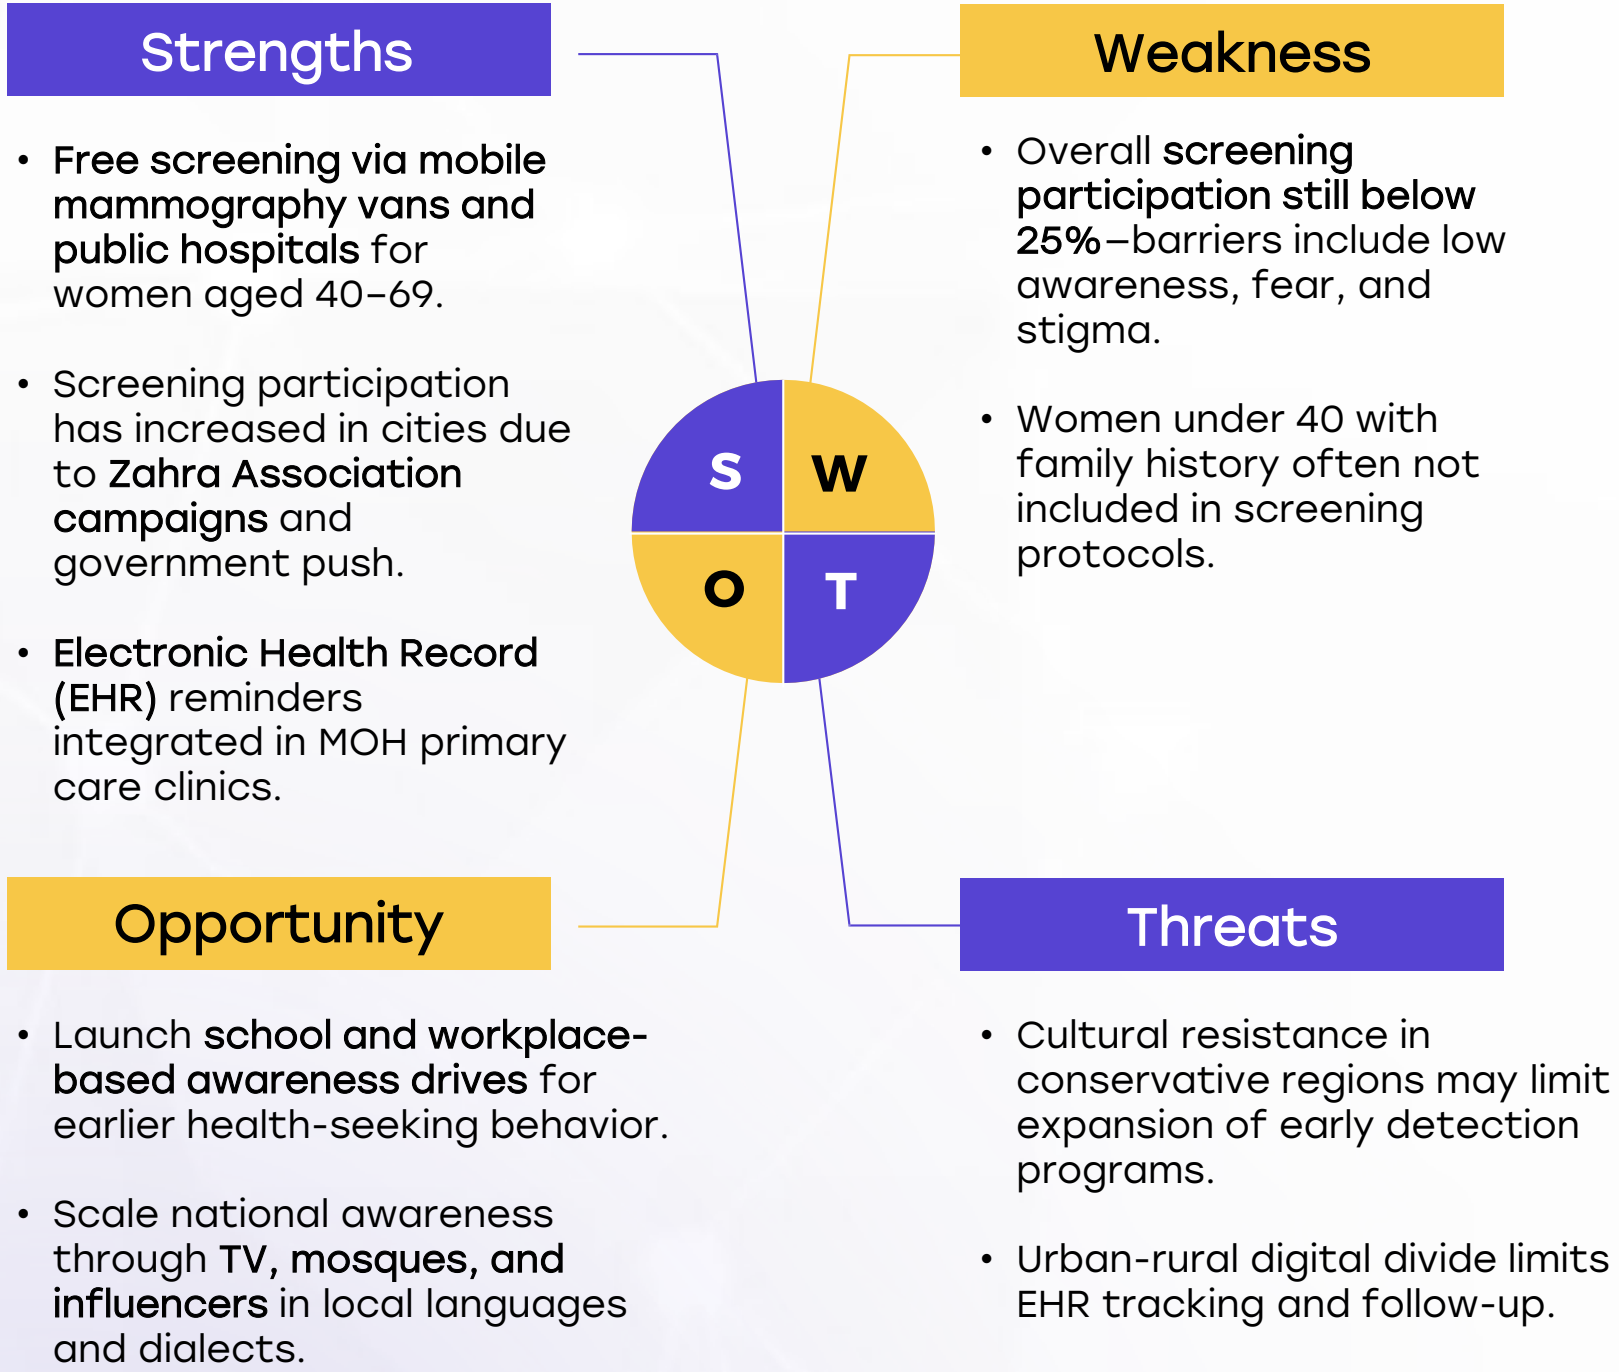 Strengths
• Free screening via mobile
mammography vans and
public hospitals for
women aged 40–69.
• Screening participation
has increased in cities due
to Zahra Association
campaigns and
government push.
• Electronic Health Record
(EHR) reminders
integrated in MOH primary
care clinics.
Weakness
• Overall screening
participation still below
25%—barriers include low
awareness, fear, and
stigma.
• Women under 40 with
family history often not
included in screening
protocols.
S
W
O
T
Opportunity
• Launch school and workplace-
based awareness drives for
earlier health-seeking behavior.
• Scale national awareness
through TV, mosques, and
influencers in local languages
and dialects.
Threats
• Cultural resistance in
conservative regions may limit
expansion of early detection
programs.
• Urban-rural digital divide limits
EHR tracking and follow-up.